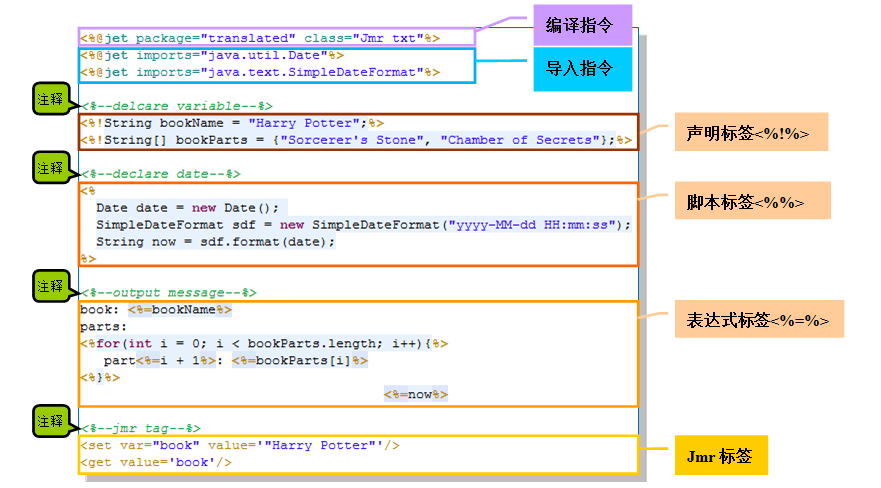 <%@jet package="translated" class="Jmr txt"%>
编译指令
<%@jet imports="java.util.Date"%>
<%@jet imports="java.text.SimpleDateFormat"%>
导入指令
注释
<%--delcare variable--%>
<%!String bookName = "Harry Potter";%>
<%!String[] bookParts = {"Sorcerer's Stone", "Chamber of Secrets"};%>
声明标签<%!%>
注释
<%--declare date--%>
<%
Date date = new Date();
SimpleDateFormat sdf = new SimpleDateFormat("yyyy-MM-dd HH:mm:ss");
String now = sdf.format(date);
%>
脚本标签<%%>
注释
<%--output message--%>
book: <%=bookName%>
parts:
<%for(int i = 0; i < bookParts.length; i++){%>
part<%=i + 1%>: <%=bookParts[i]%>
<%}%>
<%=now%>
表达式标签<%=%>
注释
<%--jmr tag--%>
<set var="book" value='"Harry Potter"'/>
<get value='book'/>
Jmr 标签